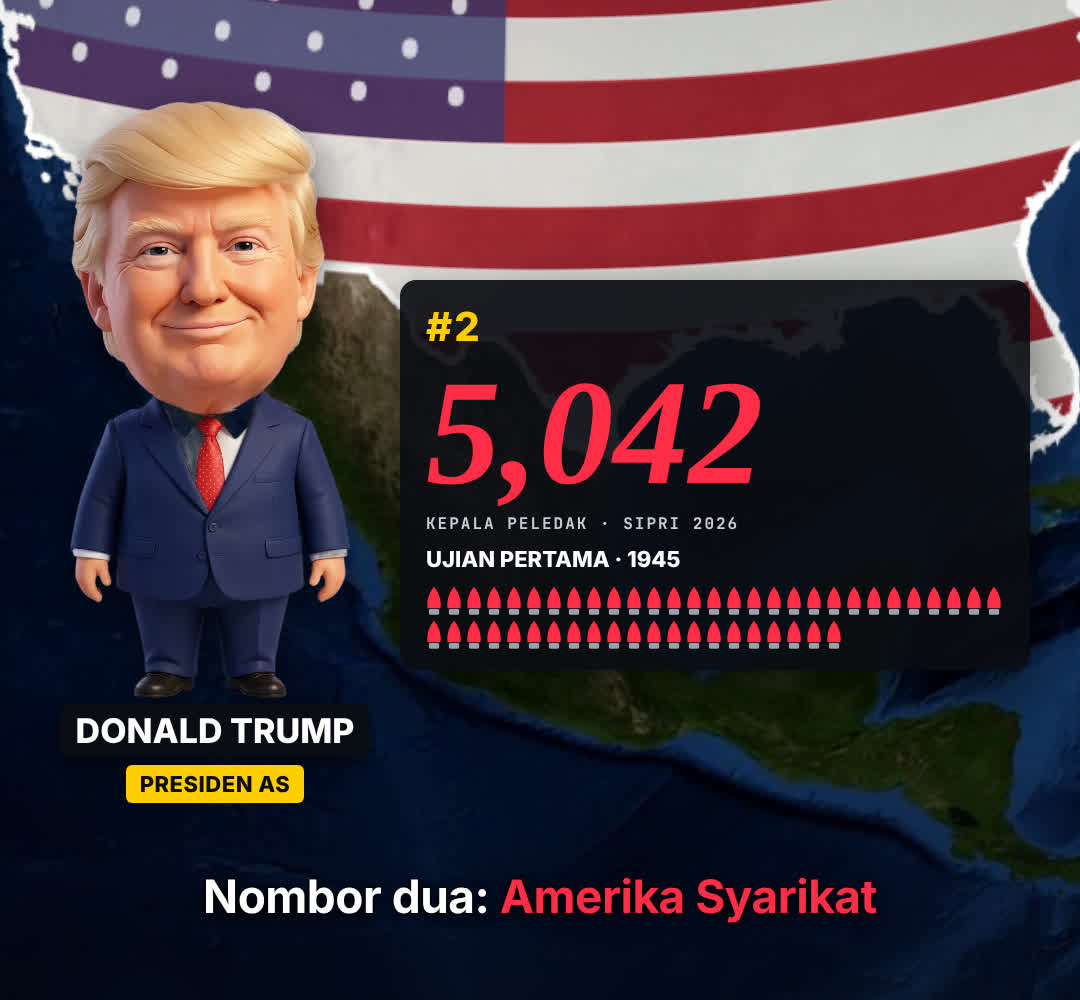 #2
5,042
KEPALA PELEDAK · SIPRI 2026
UJIAN PERTAMA · 1945
DONALD TRUMP
PRESIDEN AS
Nombor dua: Amerika Syarikat